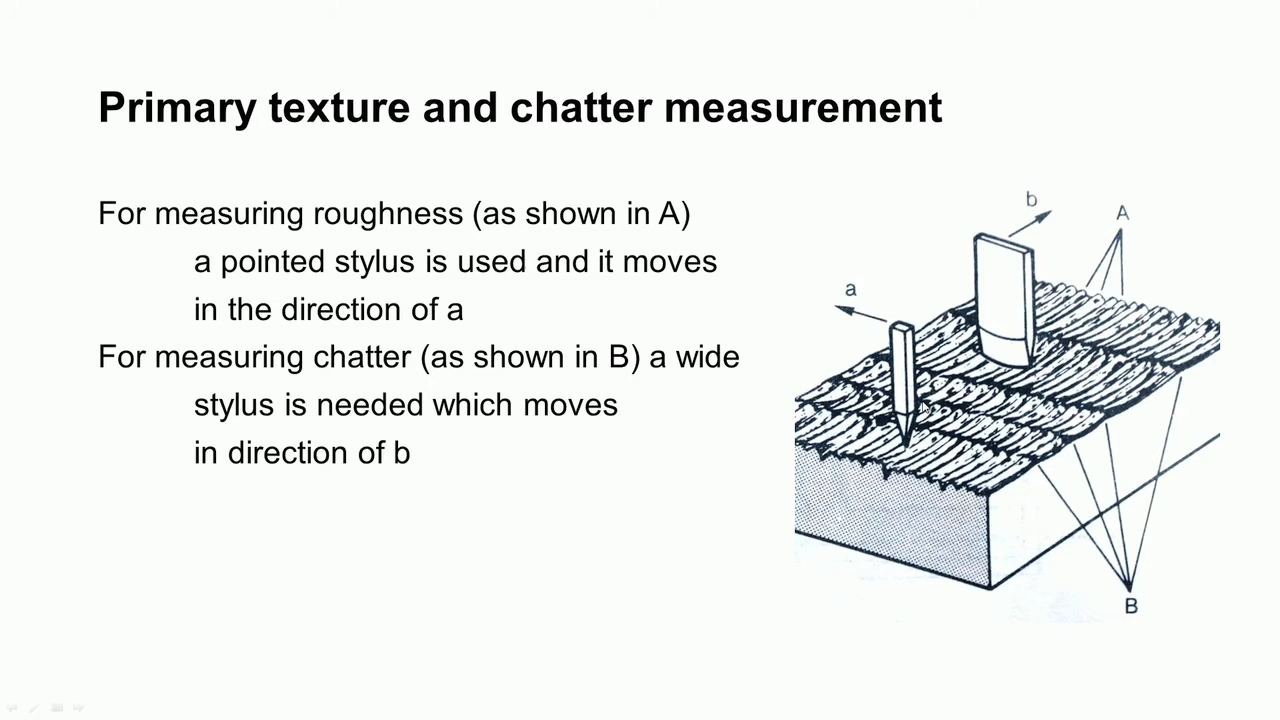 Primary texture and chatter measurement
For measuring roughness (as shown in A)
a pointed stylus is used and it moves
in the direction of a
For measuring chatter (as shown in B) a wide
stylus is needed which moves
in direction of b
b
A
a
B